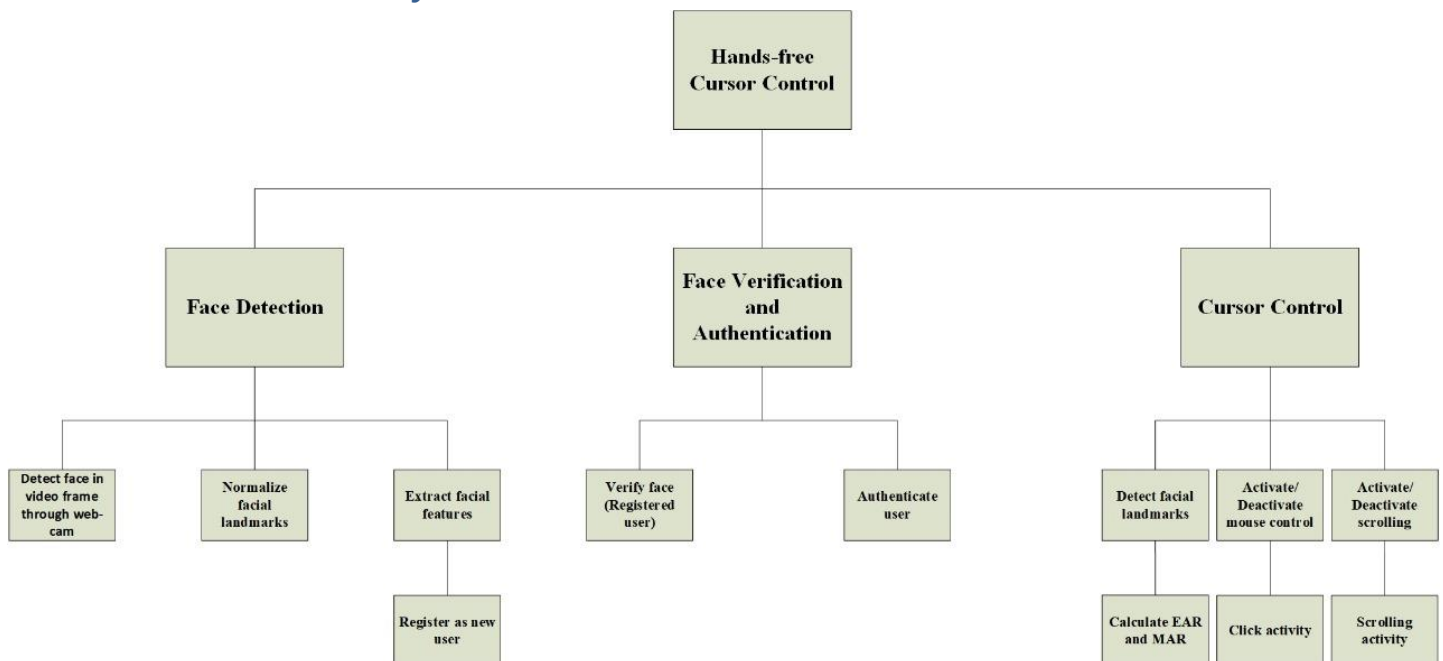 Hands-free
Cursor Control
Face Detection
Face Verification
and
Authentication
Cursor Control
Detect face in
video frame
through web-
cam
Normalize
facial
landmarks
Extract facial
features
Verify face
(Registered
user)
Authenticate
user
Detect facial
landmarks
Activate/
Deactivate
mouse control
Activate/
Deactivate
scrolling
Register as new
user
Calculate EAR
and MAR
Click activity
Scrolling
activity